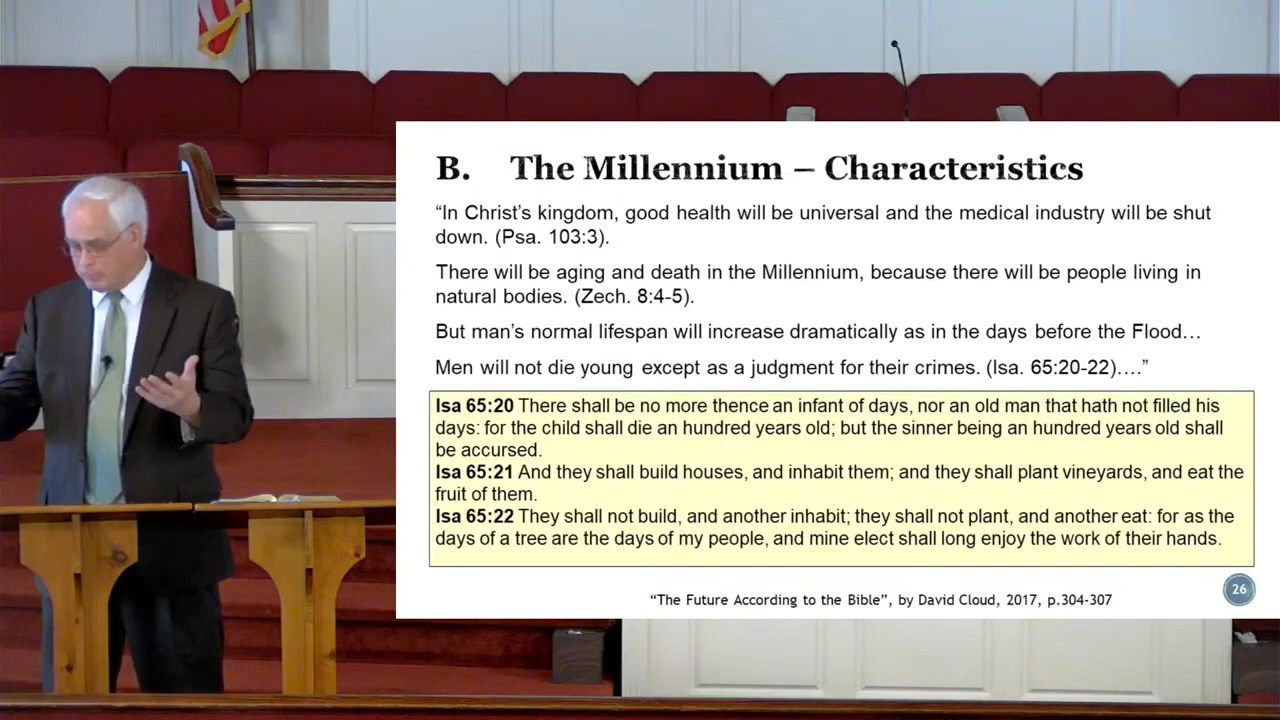 B. The Millennium – Characteristics
“In Christ’s kingdom, good health will be universal and the medical industry will be shut
down. (Psa. 103:3).
There will be aging and death in the Millennium, because there will be people living in
natural bodies. (Zech. 8:4-5).
But man’s normal lifespan will increase dramatically as in the days before the Flood…
Men will not die young except as a judgment for their crimes. (Isa. 65:20-22)….”
Isa 65:20 There shall be no more thence an infant of days, nor an old man that hath not filled his
days: for the child shall die an hundred years old; but the sinner being an hundred years old shall
be accursed.
Isa 65:21 And they shall build houses, and inhabit them; and they shall plant vineyards, and eat the
fruit of them.
Isa 65:22 They shall not build, and another inhabit; they shall not plant, and another eat: for as the
days of a tree are the days of my people, and mine elect shall long enjoy the work of their hands.
“The Future According to the Bible”, by David Cloud, 2017, p.304-307
26